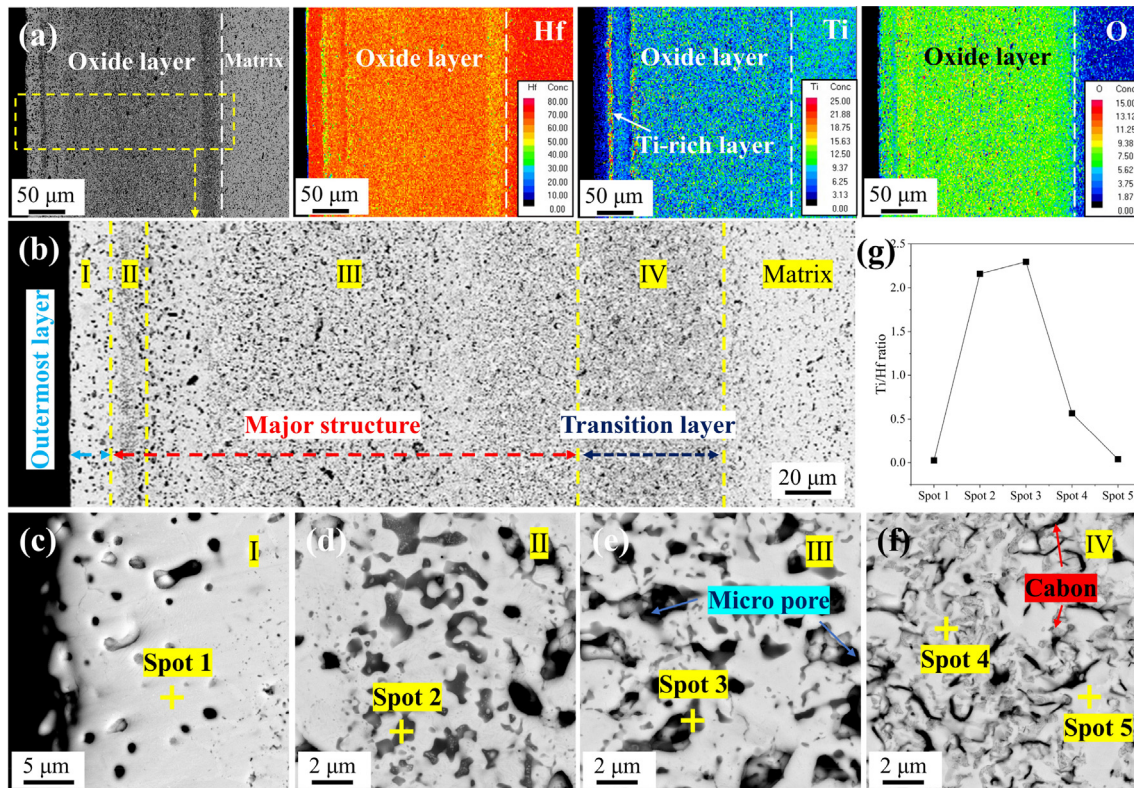 (a)
Oxide layer
Matrix
50 μm
Hf
Oxide layer
Hf Conc
80.00
70.00
60.00
50.00
40.00
30.00
20.00
10.00
0.00
50 μm
Ti
Oxide layer
Ti-rich layer
Ti Conc
25.00
21.88
18.75
15.63
12.50
9.37
6.25
3.13
0.00
50 μm
O
Oxide layer
O Conc
15.00
13.12
11.25
9.38
7.50
5.62
3.75
1.87
0.00
50 μm
(b)
I
II
III
IV
Matrix
Outermost layer
Major structure
Transition layer
20 μm
(g)
Ti/Hf ratio
2.5
2.0
1.5
1.0
0.5
0.0
Spot 1 Spot 2 Spot 3 Spot 4 Spot 5
(c)
I
Spot 1
5 μm
(d)
II
Spot 2
2 μm
(e)
III
Micro pore
Spot 3
2 μm
(f)
IV
Cabon
Spot 4
Spot 5
2 μm